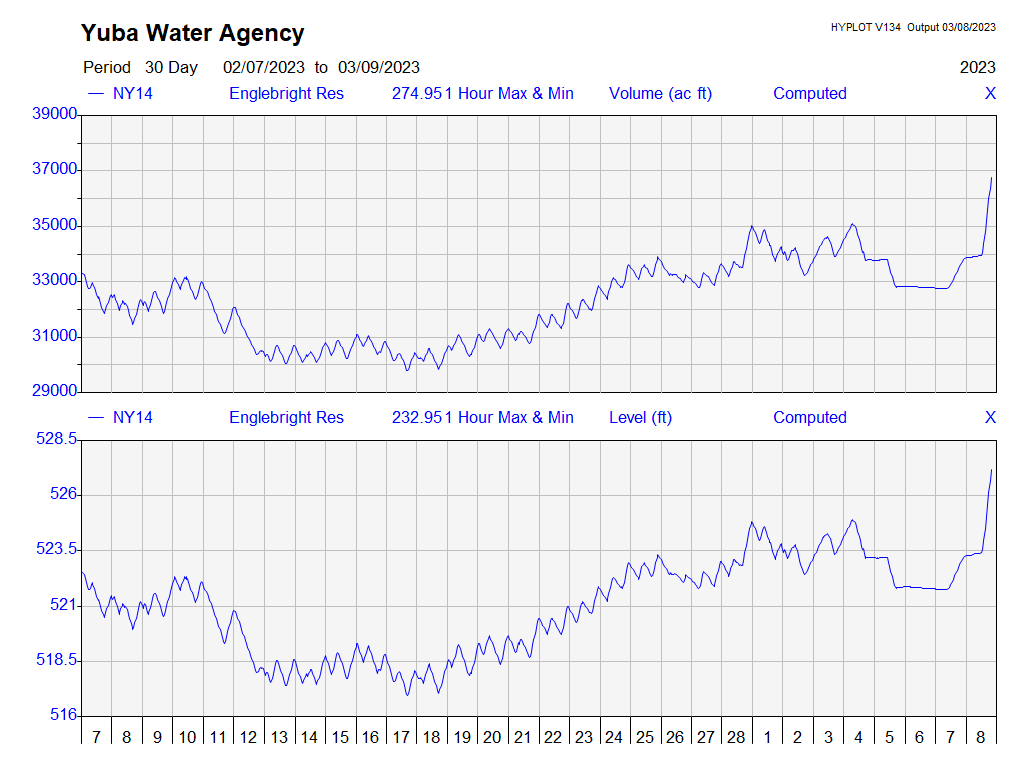 Yuba Water Agency
HYPLOT V134 Output 03/08/2023
Period 30 Day 02/07/2023 to 03/09/2023 2023
NY14 Englebright Res 274.951 Hour Max & Min Volume (ac ft) Computed X
39000
37000
35000
33000
31000
29000
NY14 Englebright Res 232.951 Hour Max & Min Level (ft) Computed X
528.5
526
523.5
521
518.5
516
7 8 9 10 11 12 13 14 15 16 17 18 19 20 21 22 23 24 25 26 27 28 1 2 3 4 5 6 7 8